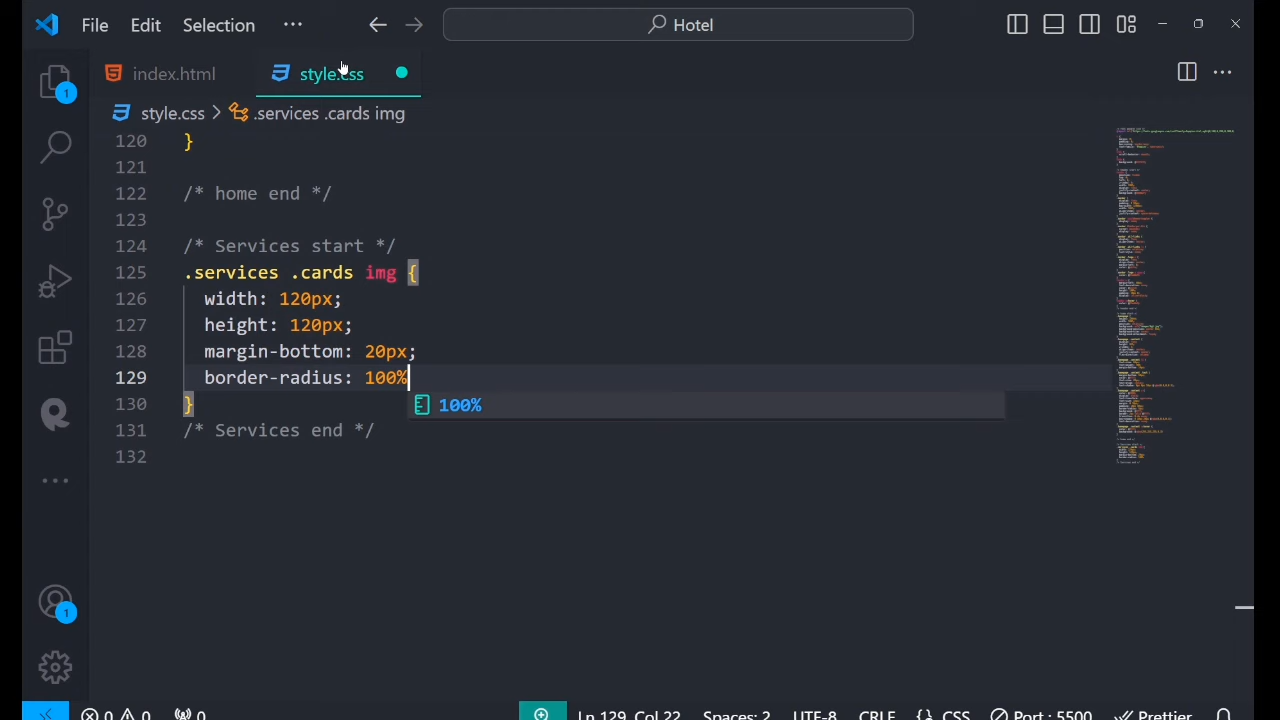 File Edit Selection ··· Hotel
index.html style.css
style.css > .services .cards img
120 }
121
122 /* home end */
123
124 /* Services start */
125 .services .cards img {
126 width: 120px;
127 height: 120px;
128 margin-bottom: 20px;
129 border-radius: 100%
130 }
100%
131 /* Services end */
132
1
1
0 0 0 Ln 129, Col 22 Spaces: 2 UTF-8 CRLF {} CSS Port : 5500 Prettier